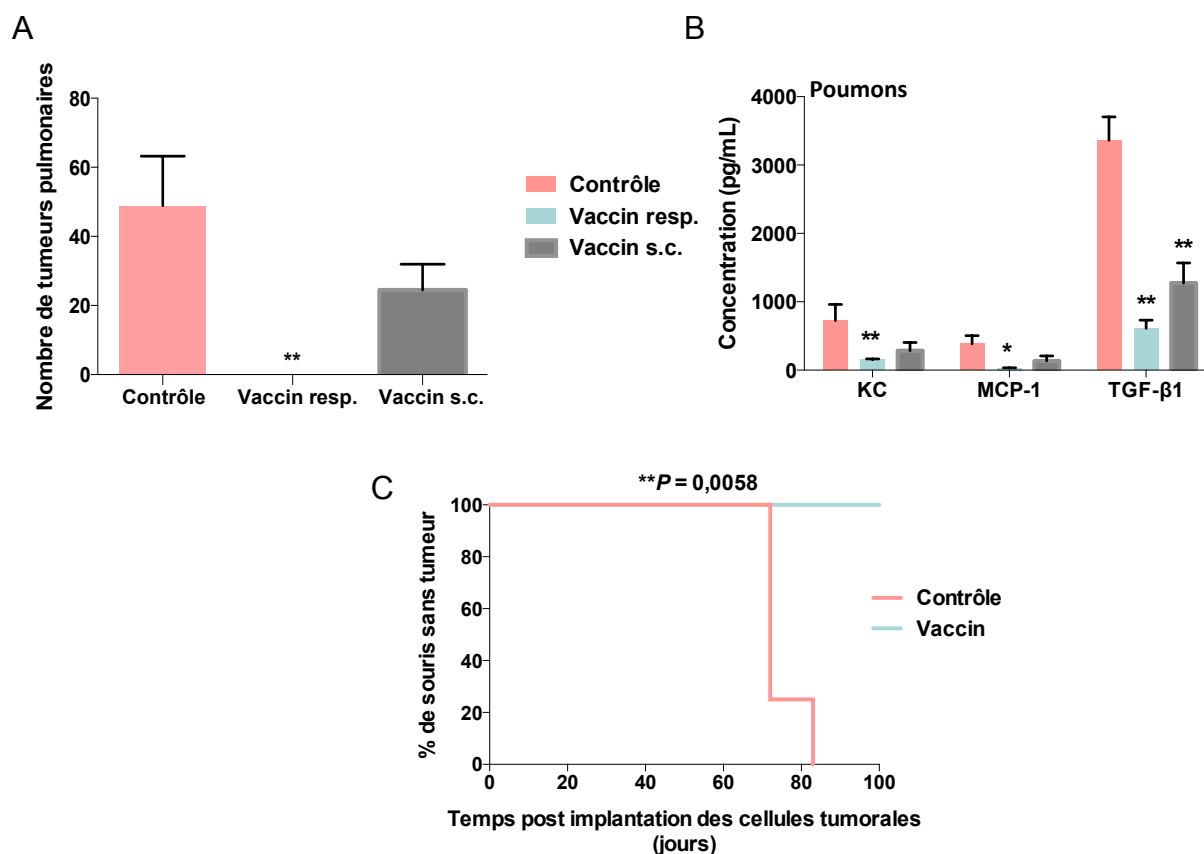 A
Nombre de tumeurs pulmonaires
80
60
40
20
0
**
Contrôle
Vaccin resp.
Vaccin s.c.
Contrôle
Vaccin resp.
Vaccin s.c.
B
Poumons
Concentration (pg/mL)
4000
3000
2000
1000
0
**
*
**
**
KC
MCP-1
TGF-β1
C
**P = 0,0058
% de souris sans tumeur
100
80
60
40
20
0
0
20
40
60
80
100
Contrôle
Vaccin
Temps post implantation des cellules tumorales
(jours)